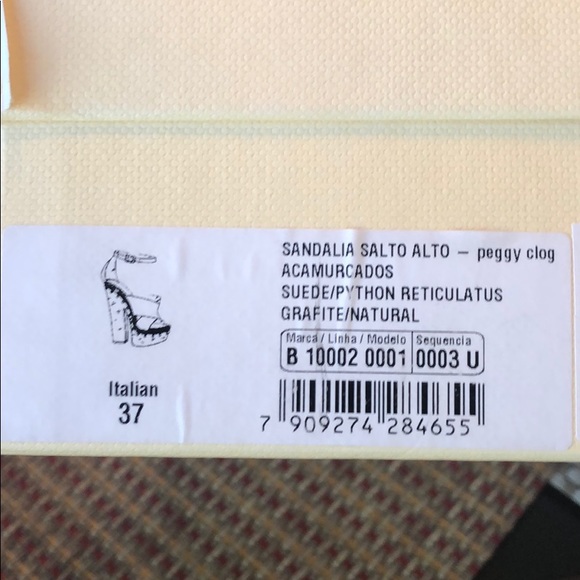 SANDALIA SALTO ALTO – peggy clog
ACAMURCADOS
SUEDE/PYTHON RETICULATUS
GRAFITE/NATURAL
Marca / Linha / Modelo Sequencia
B 10002 0001 0003 U
Italian
37
7 909274 284655